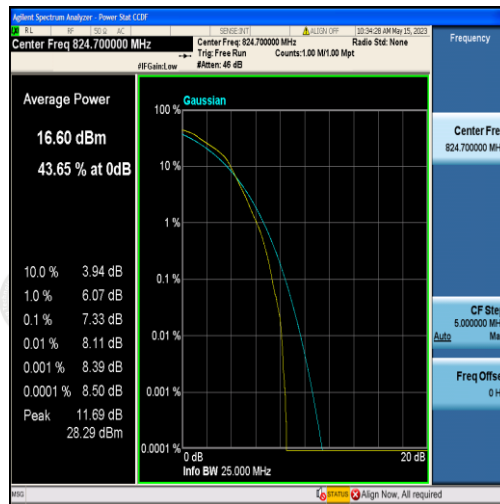 Agilent Spectrum Analyzer - Power Stat CCDF
RL RF 50 Ω AC SENSE:INT ALIGN OFF 10:34:28 AM May 15, 2023
Center Freq 824.700000 MHz
Center Freq: 824.700000 MHz Radio Std: None
Trig: Free Run Counts:1.00 M/1.00 Mpt
#IFGain:Low #Atten: 46 dB
Frequency
Average Power
16.60 dBm
43.65 % at 0dB
10.0 % 3.94 dB
1.0 % 6.07 dB
0.1 % 7.33 dB
0.01 % 8.11 dB
0.001 % 8.39 dB
0.0001 % 8.50 dB
Peak 11.69 dB
28.29 dBm
Gaussian
100 %
10 %
1 %
0.1 %
0.01 %
0.001 %
0.0001 %
0 dB 20 dB
Info BW 25.000 MHz
Center Fre
824.700000 MH
CF Ste
5.000000 MH
Auto Ma
Freq Offse
0 H
MSG STATUS Align Now, All required